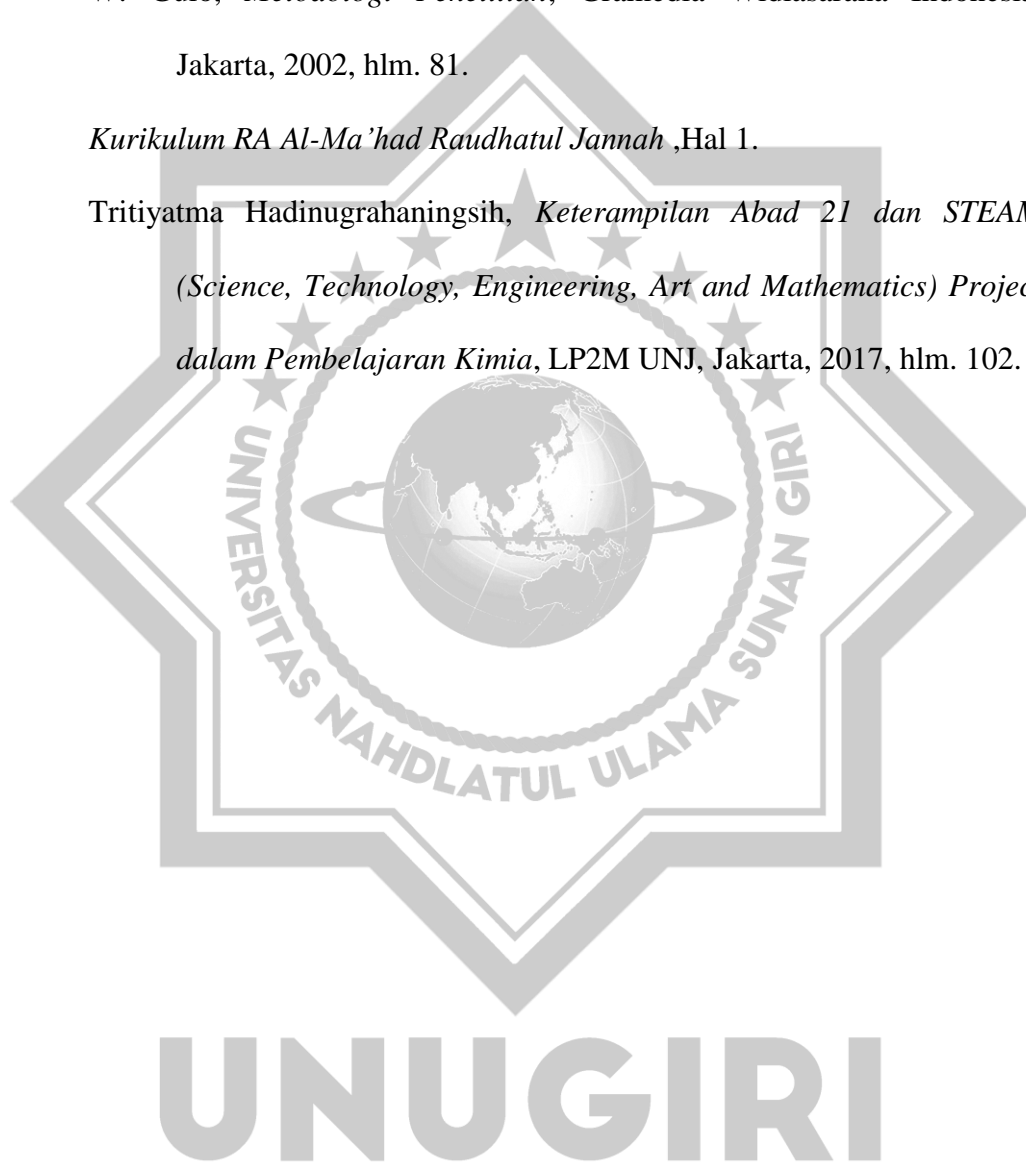 Jakarta, 2002, hlm. 81.
Kurikulum RA Al-Ma’had Raudhatul Jannah ,Hal 1.
Tritiyatma Hadinugrahaningsih, Keterampilan Abad 21 dan STEAM
(Science, Technology, Engineering, Art and Mathematics) Project
dalam Pembelajaran Kimia, LP2M UNJ, Jakarta, 2017, hlm. 102.
UNIVERSITAS NAHDLATUL ULAMA SUNAN GIRI
UNUGIRI